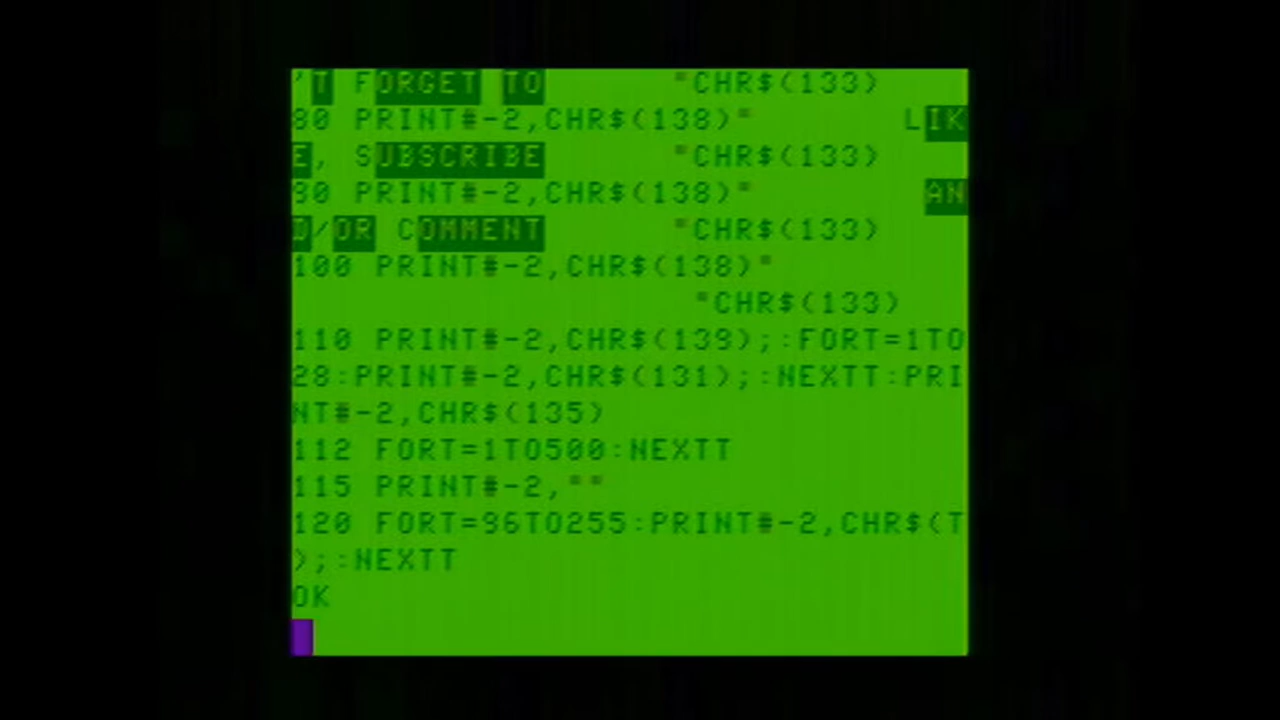 'T FORGET TO       "CHR$(133)
80 PRINT#-2,CHR$(138)"       LIK
E, SUBSCRIBE      "CHR$(133)
90 PRINT#-2,CHR$(138)"        AN
D/OR COMMENT      "CHR$(133)
100 PRINT#-2,CHR$(138)"
"CHR$(133)
110 PRINT#-2,CHR$(139);:FORT=1TO
28:PRINT#-2,CHR$(131);:NEXTT:PRI
NT#-2,CHR$(135)
112 FORT=1TO500:NEXTT
115 PRINT#-2,""
120 FORT=96TO255:PRINT#-2,CHR$(T
);:NEXTT
OK